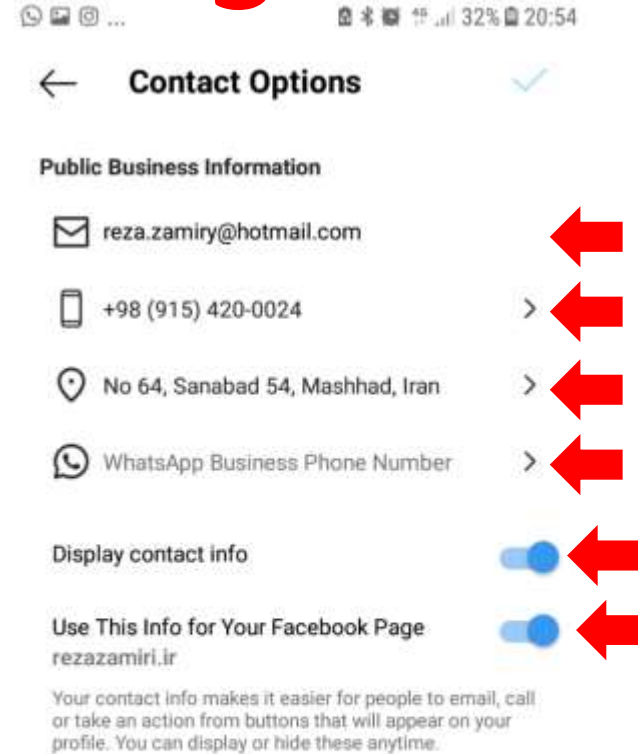 ... 4G 32% 20:54
Contact Options
Public Business Information
reza.zamiry@hotmail.com
+98 (915) 420-0024
No 64, Sanabad 54, Mashhad, Iran
WhatsApp Business Phone Number
Display contact info
Use This Info for Your Facebook Page
rezazamiri.ir
Your contact info makes it easier for people to email, call
or take an action from buttons that will appear on your
profile. You can display or hide these anytime.